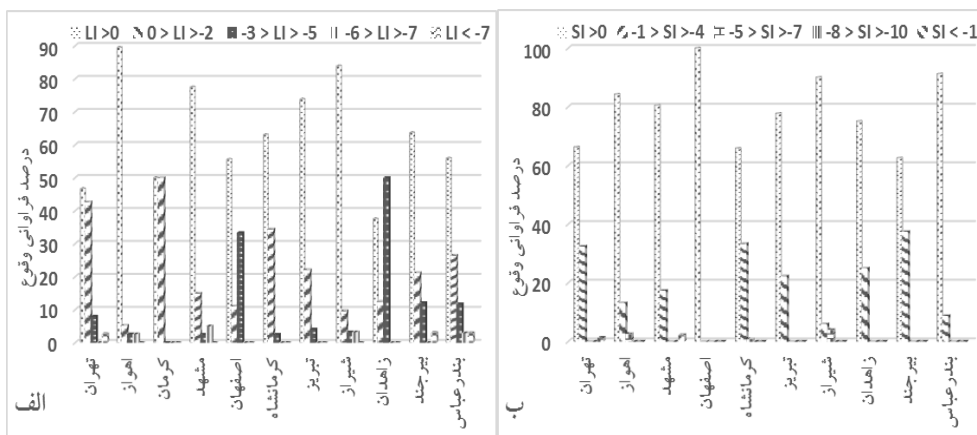 LI >0 0 > LI >-2 -3 > LI >-5 -6 > LI >-7 LI < -7
90
80
70
60
50
40
30
20
10
0
درصد فراوانی وقوع
تهران
اهواز
کرمان
مشهد
اصفهان
کرمانشاه
تبریز
شیراز
زاهدان
بیرجند
بندرعباس
الف
SI >0 -1 > SI >-4 -5 > SI >-7 -8 > SI >-10 SI < -1
100
80
60
40
20
0
درصد فراوانی وقوع
تهران
اهواز
مشهد
اصفهان
کرمانشاه
تبریز
شیراز
زاهدان
بیرجند
بندرعباس